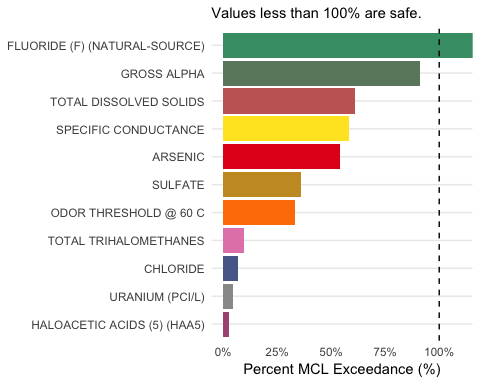 Values less than 100% are safe.
FLUORIDE (F) (NATURAL-SOURCE)
GROSS ALPHA
TOTAL DISSOLVED SOLIDS
SPECIFIC CONDUCTANCE
ARSENIC
SULFATE
ODOR THRESHOLD @ 60 C
TOTAL TRIHALOMETHANES
CHLORIDE
URANIUM (PCI/L)
HALOACETIC ACIDS (5) (HAA5)
0% 25% 50% 75% 100%
Percent MCL Exceedance (%)